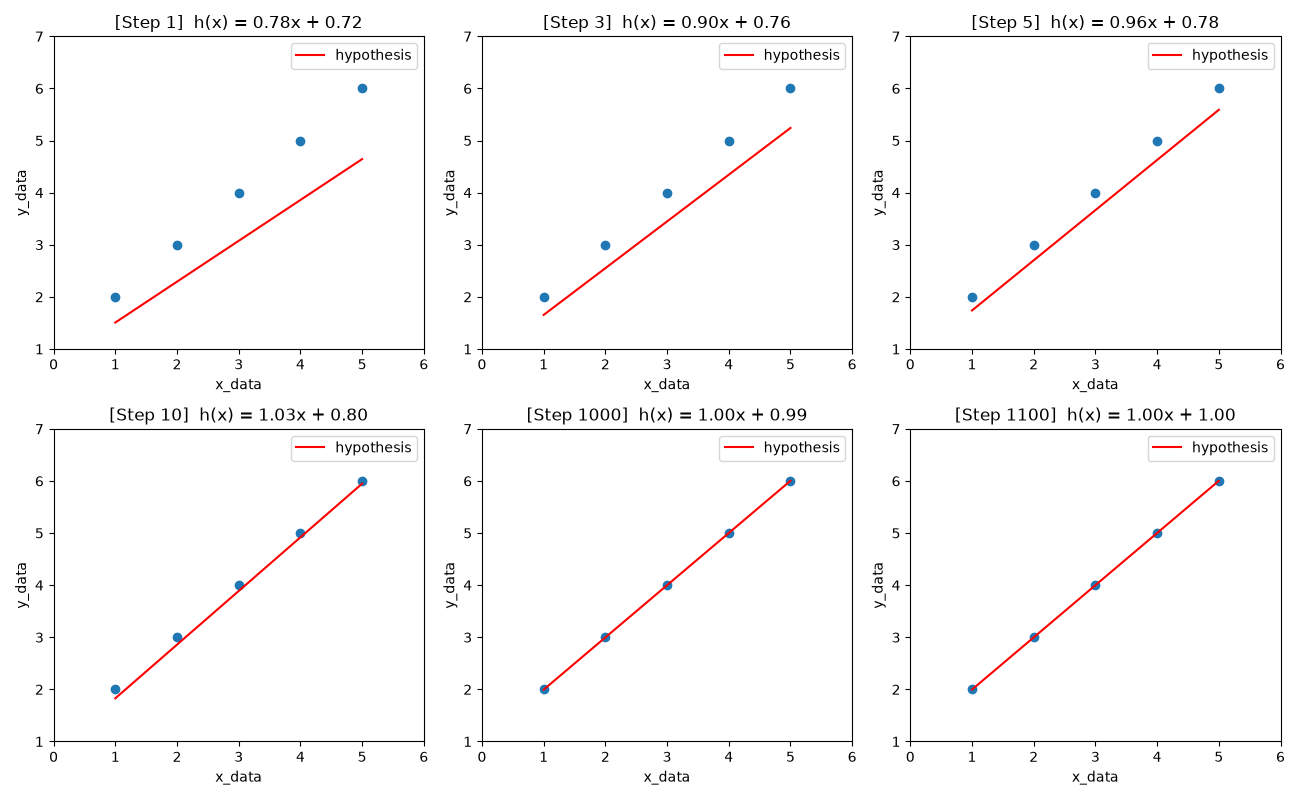 [Step 1]  h(x) = 0.78x + 0.72
7
6
5
4
3
2
1
y_data
hypothesis
0 1 2 3 4 5 6
x_data
[Step 3]  h(x) = 0.90x + 0.76
7
6
5
4
3
2
1
y_data
hypothesis
0 1 2 3 4 5 6
x_data
[Step 5]  h(x) = 0.96x + 0.78
7
6
5
4
3
2
1
y_data
hypothesis
0 1 2 3 4 5 6
x_data
[Step 10]  h(x) = 1.03x + 0.80
7
6
5
4
3
2
1
y_data
hypothesis
0 1 2 3 4 5 6
x_data
[Step 1000]  h(x) = 1.00x + 0.99
7
6
5
4
3
2
1
y_data
hypothesis
0 1 2 3 4 5 6
x_data
[Step 1100]  h(x) = 1.00x + 1.00
7
6
5
4
3
2
1
y_data
hypothesis
0 1 2 3 4 5 6
x_data